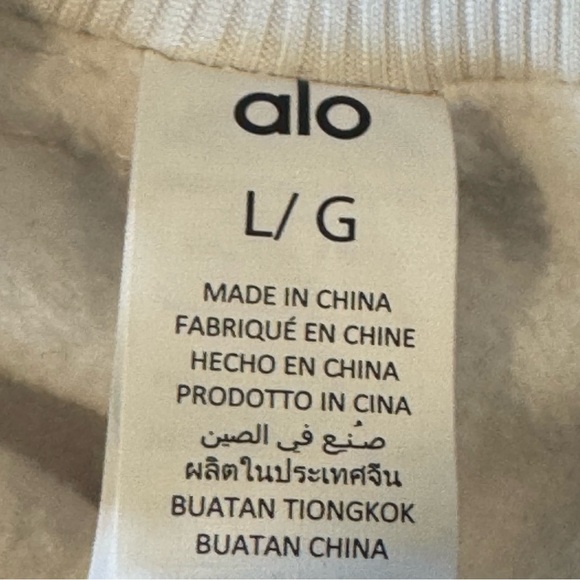 alo
L/ G
MADE IN CHINA
FABRIQUÉ EN CHINE
HECHO EN CHINA
PRODOTTO IN CINA
صُنع في الصين
ผลิตในประเทศจีน
BUATAN TIONGKOK
BUATAN CHINA